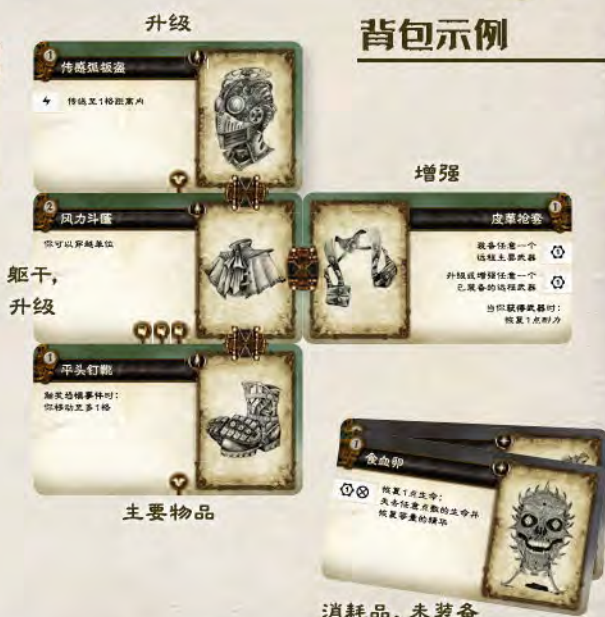 背包示例
升级
1
传感弧板盔
传送至1格距离内
2
风力斗篷
你可以穿越单位
躯干,
升级
增强
1
皮革枪套
装备任意一个
远程主要武器
升级或增强任意一个
已装备的远程武器
当你获得武器时:
恢复1点耐力
1
平头钉靴
触发恐惧事件时:
你移动至多1格
主要物品
1
食血卵
恢复1点生命;
失去任意点数的生命并
恢复等量的精华
消耗品, 未装备